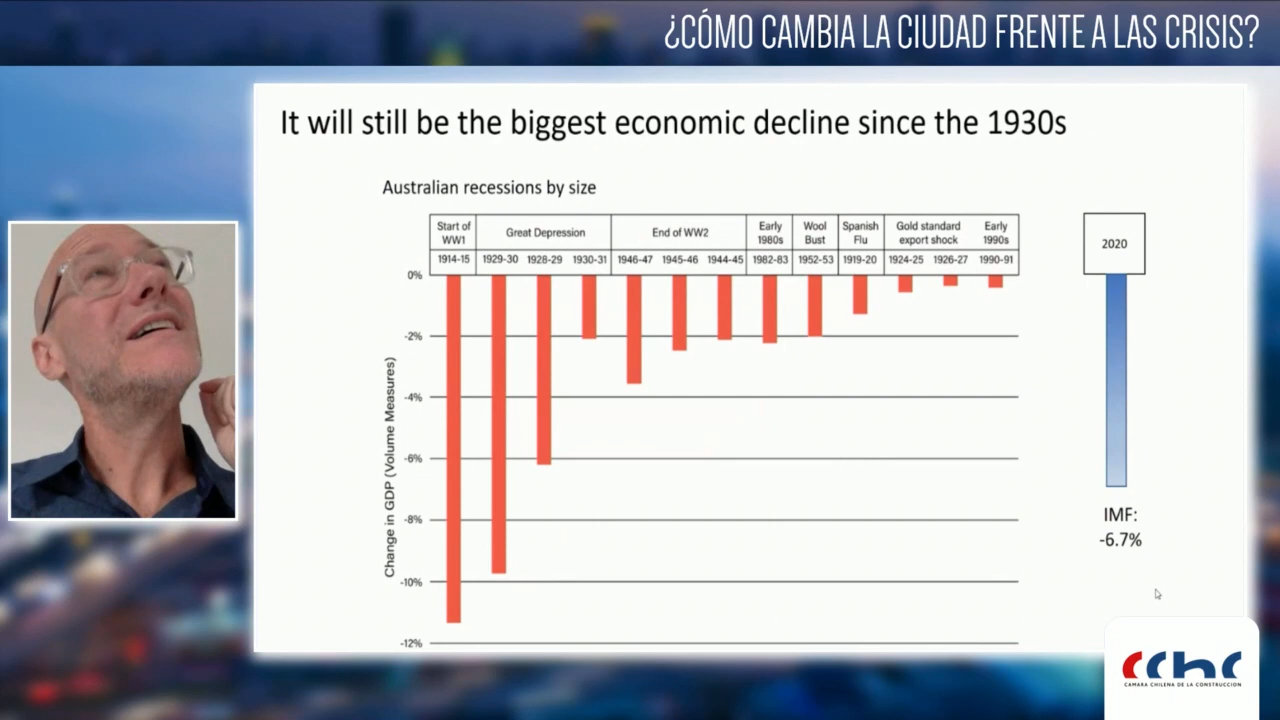 ¿CÓMO CAMBIA LA CIUDAD FRENTE A LAS CRISIS?
It will still be the biggest economic decline since the 1930s
Australian recessions by size
Start of WW1
Great Depression
End of WW2
Early 1980s
Wool Bust
Spanish Flu
Gold standard export shock
Early 1990s
1914-15 1929-30 1928-29 1930-31 1946-47 1945-46 1944-45 1982-83 1952-53 1919-20 1924-25 1926-27 1990-91
2020
Change in GDP (Volume Measures)
0%
-2%
-4%
-6%
-8%
-10%
-12%
IMF:
-6.7%
cchc
CAMARA CHILENA DE LA CONSTRUCCION